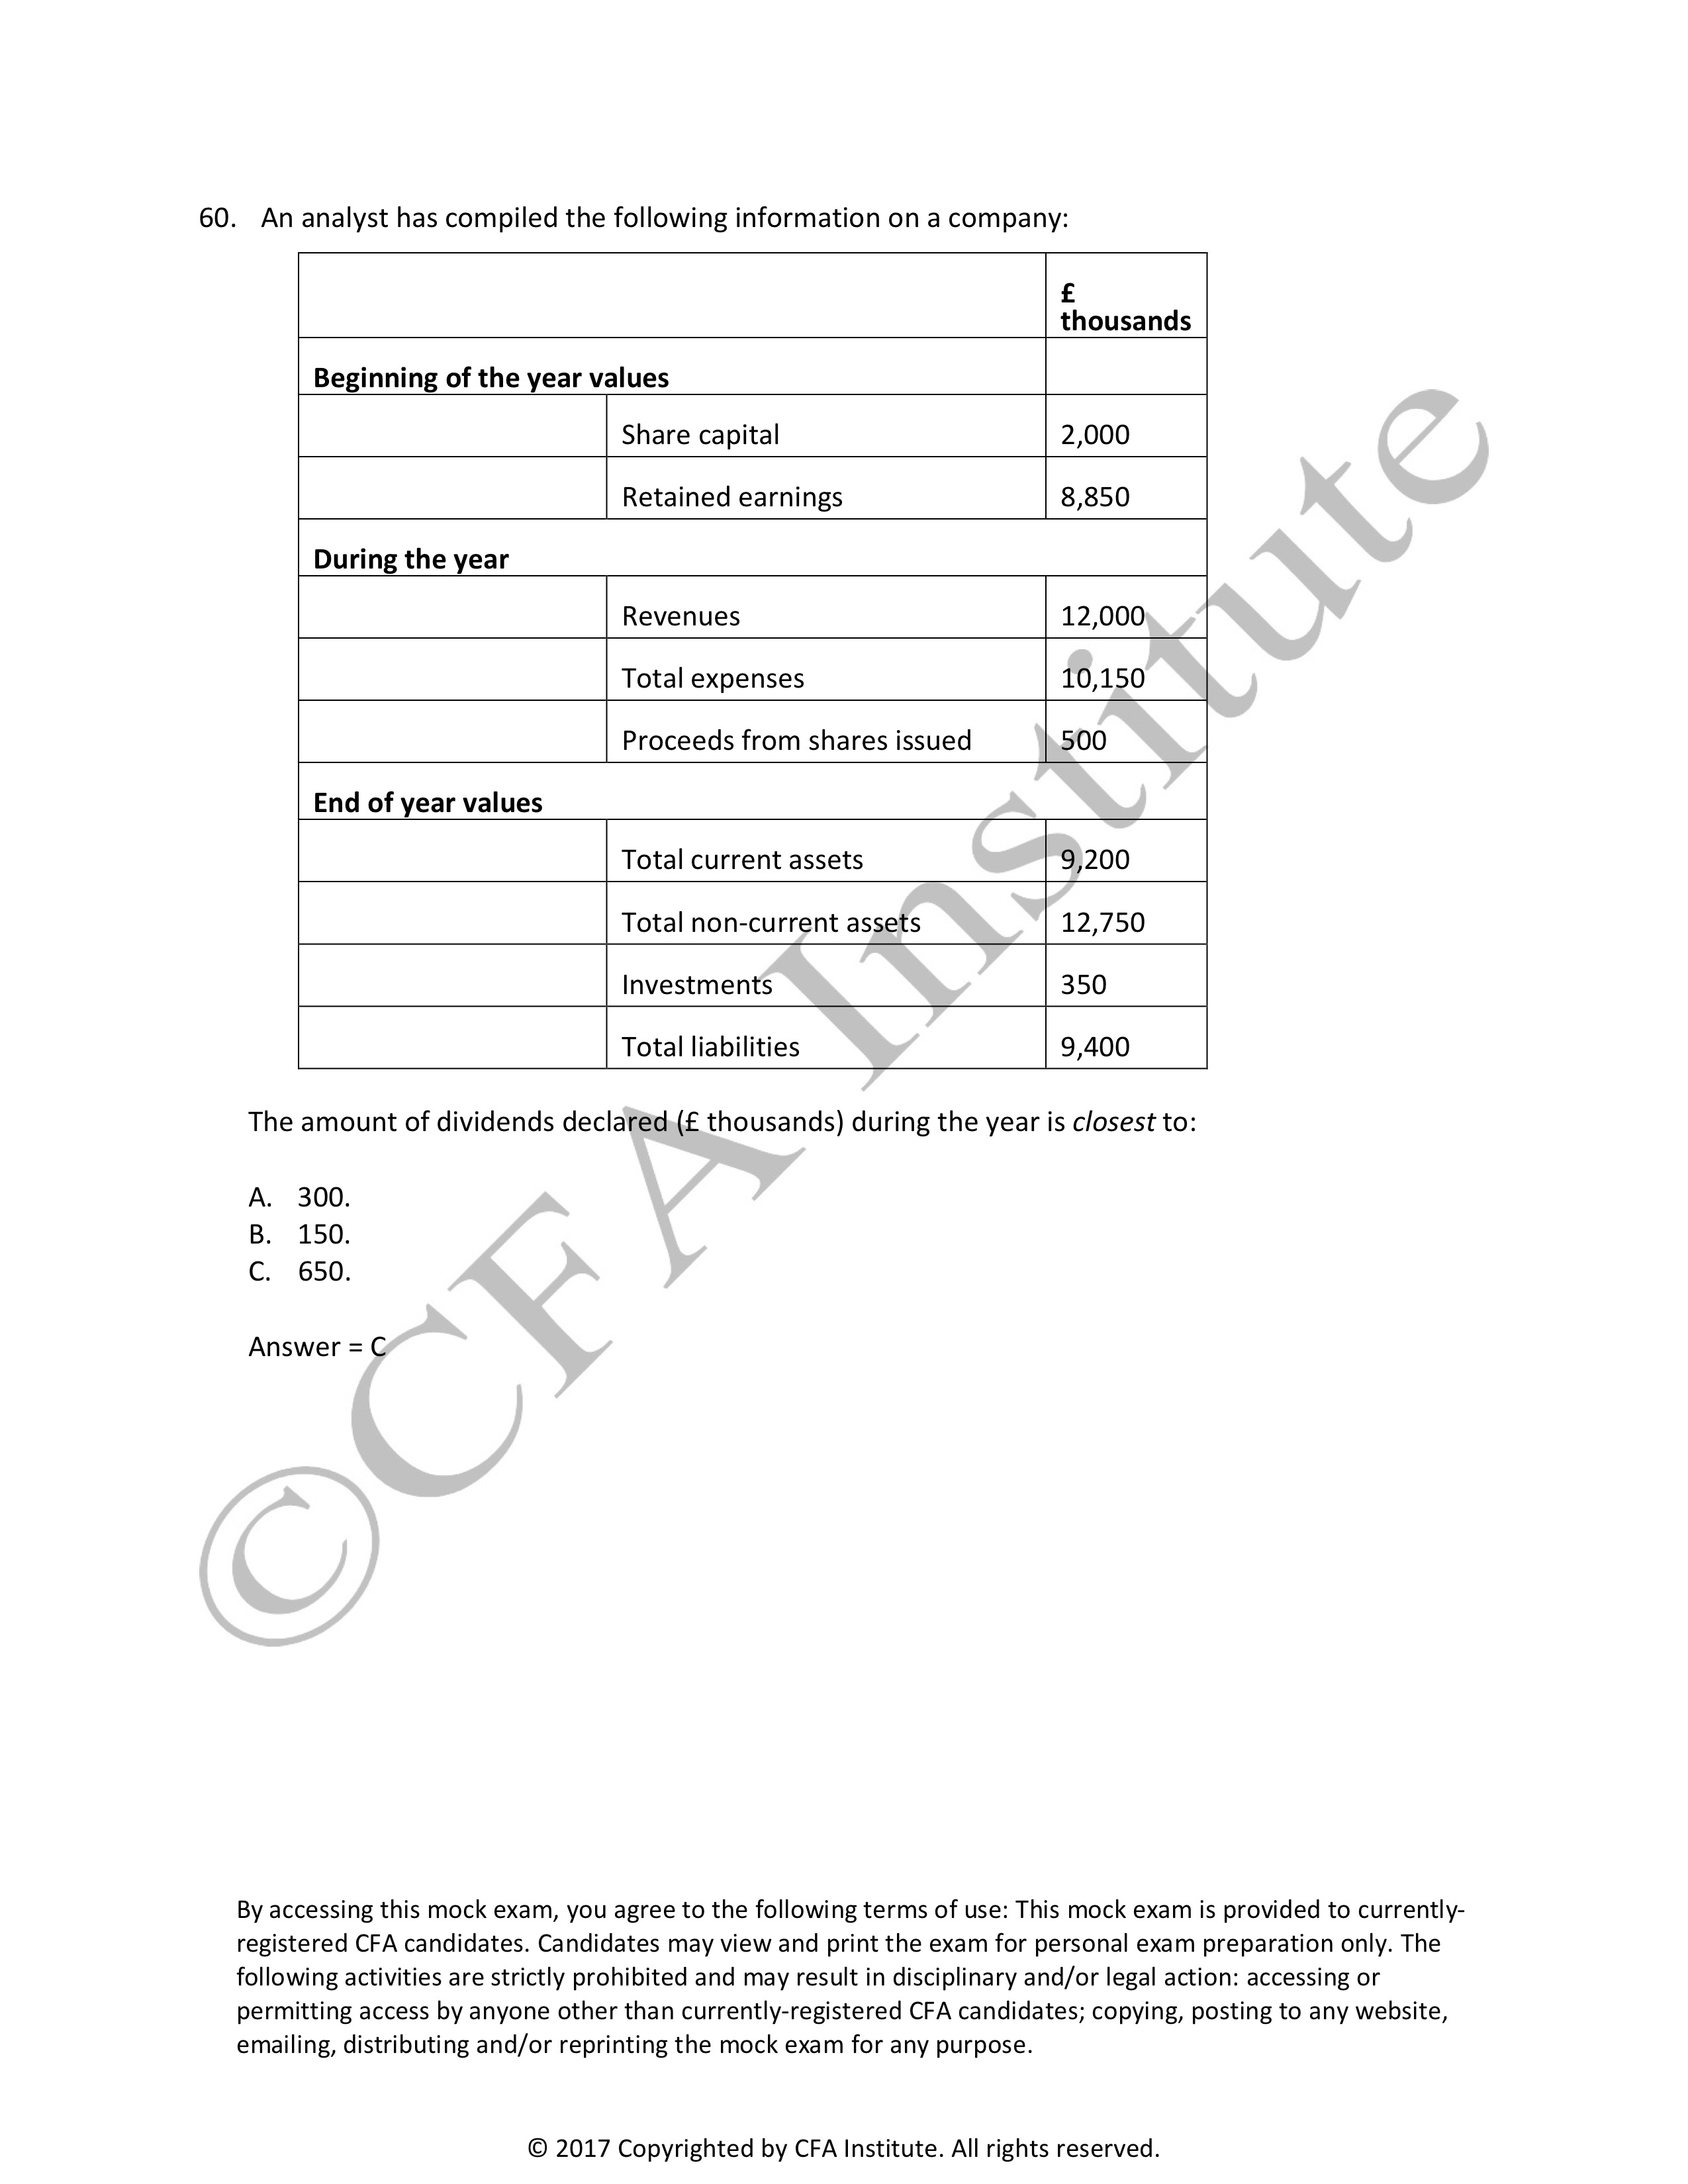 60. An analyst has compiled the following information on a company:
£
thousands
Beginning of the year values
Share capital 2,000
Retained earnings 8,850
During the year
Revenues 12,000
Total expenses 10,150
Proceeds from shares issued 500
End of year values
Total current assets 9,200
Total non-current assets 12,750
Investments 350
Total liabilities 9,400
The amount of dividends declared (£ thousands) during the year is closest to:
A. 300.
B. 150.
C. 650.
Answer = C
©CFA Institute
By accessing this mock exam, you agree to the following terms of use: This mock exam is provided to currently-
registered CFA candidates. Candidates may view and print the exam for personal exam preparation only. The
following activities are strictly prohibited and may result in disciplinary and/or legal action: accessing or
permitting access by anyone other than currently-registered CFA candidates; copying, posting to any website,
emailing, distributing and/or reprinting the mock exam for any purpose.
© 2017 Copyrighted by CFA Institute. All rights reserved.